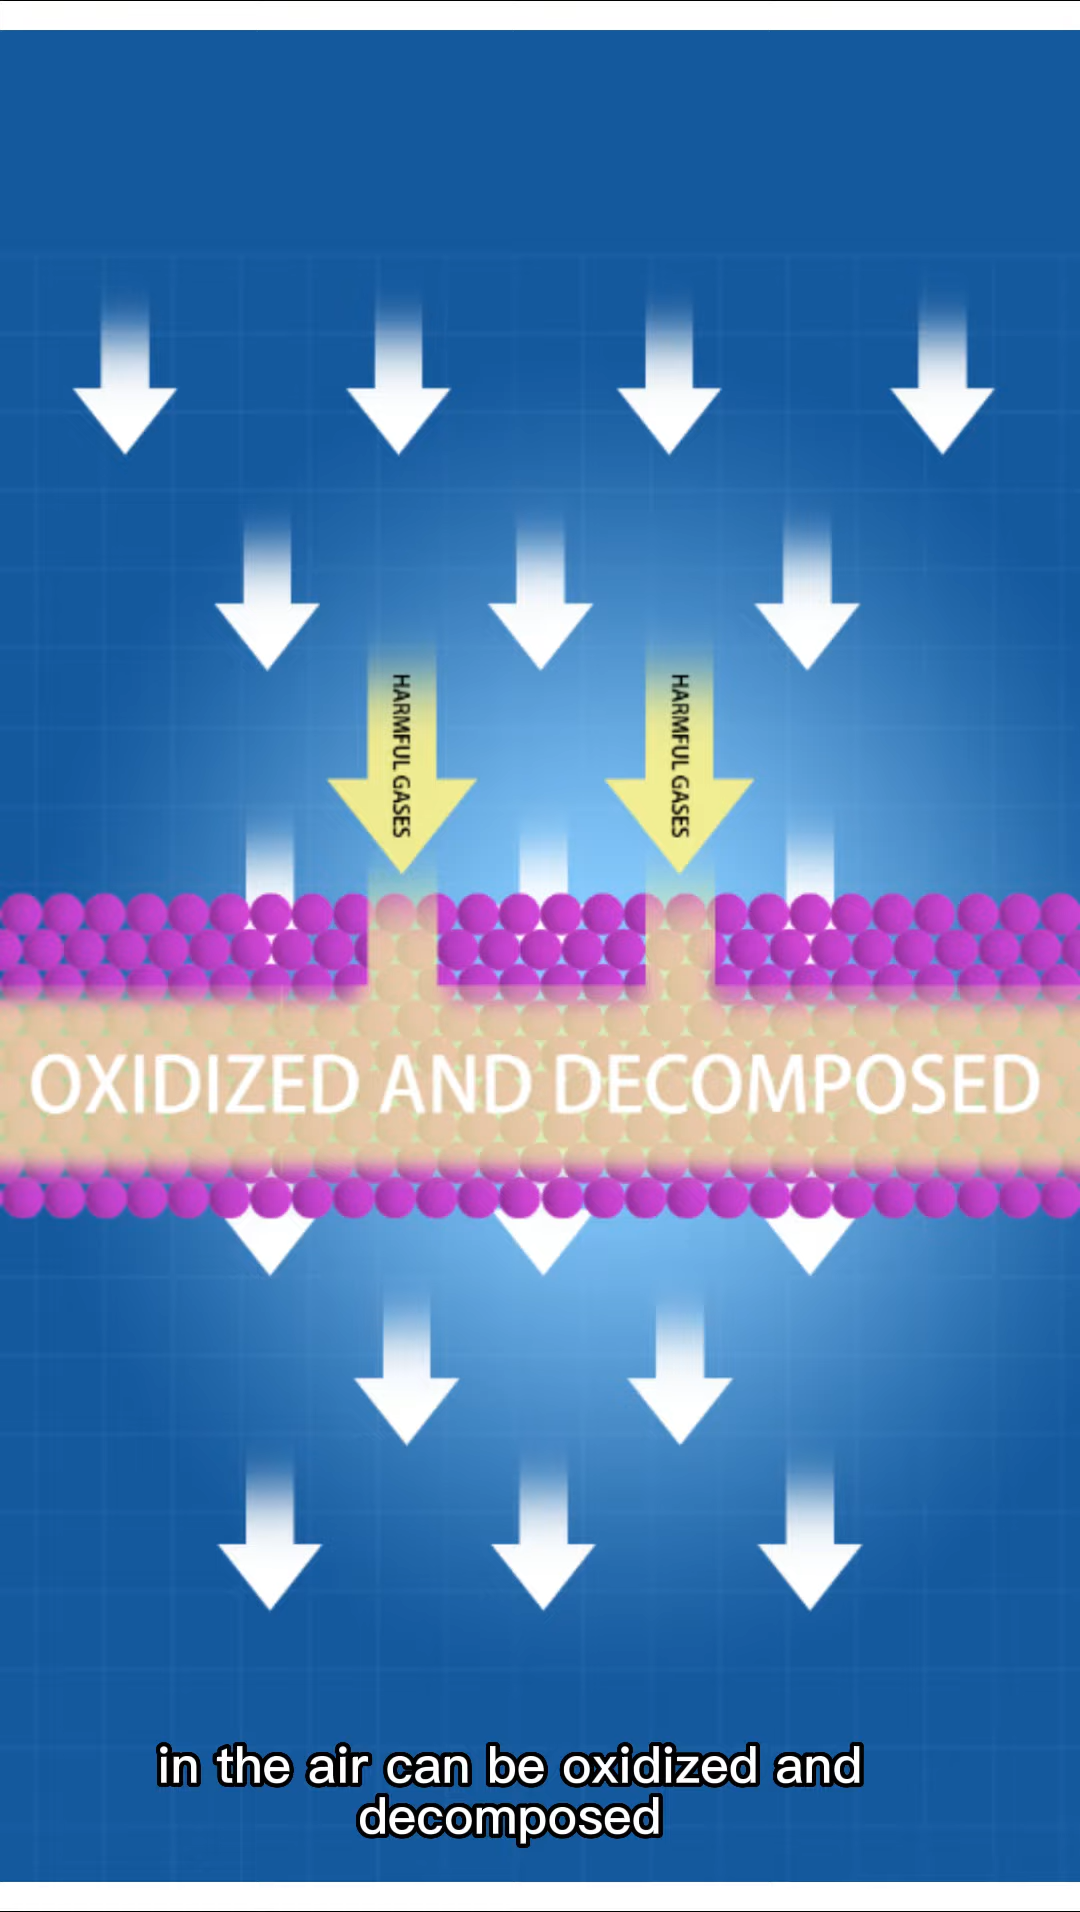 HARMFUL GASES
HARMFUL GASES
OXIDIZED AND DECOMPOSED
in the air can be oxidized and
decomposed